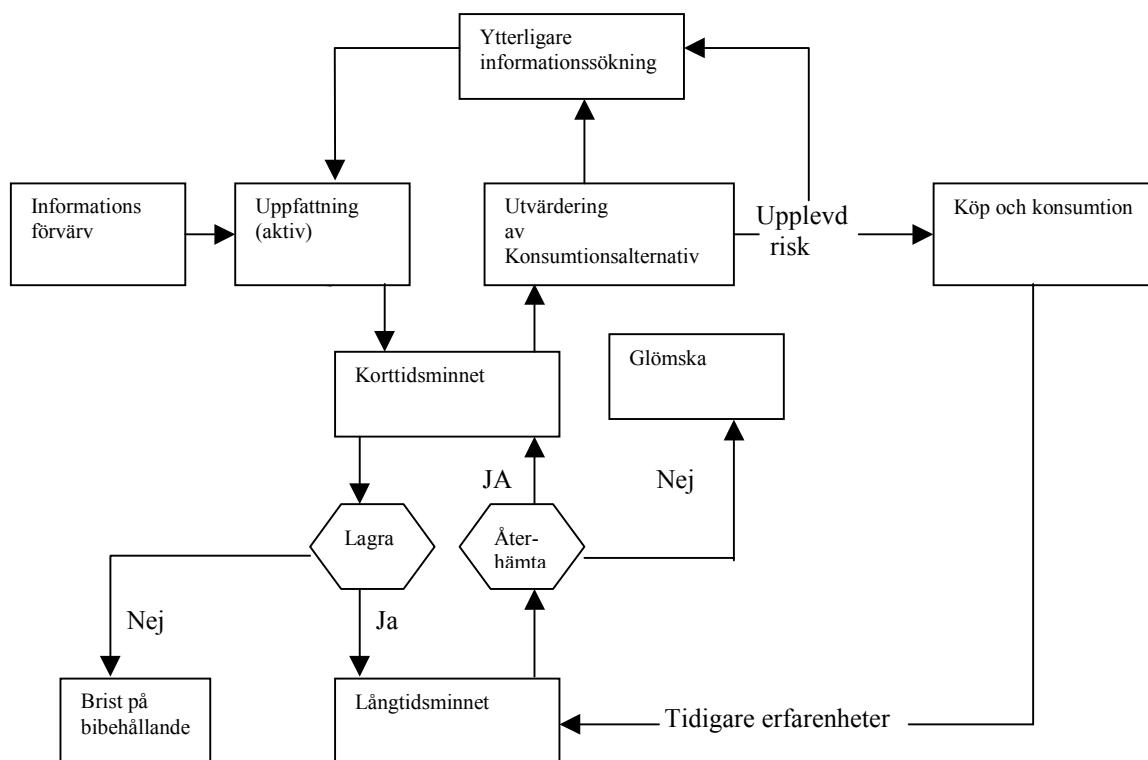 Ytterligare
informationssökning
Informations
förvärv
Uppfattning
(aktiv)
Utvärdering
av
Konsumtionsalternativ
Upplevd
risk
Köp och konsumtion
Korttidsminnet
Glömska
JA
Nej
Lagra
Åter-
hämta
Nej
Ja
Brist på
bibehållande
Långtidsminnet
Tidigare erfarenheter